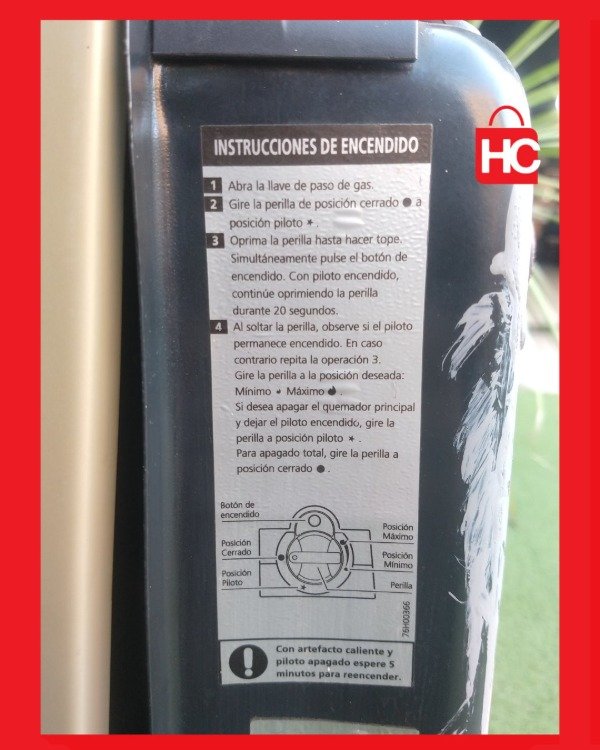 HC
INSTRUCCIONES DE ENCENDIDO
1 Abra la llave de paso de gas.
2 Gire la perilla de posición cerrado ● a
posición piloto ★ .
3 Oprima la perilla hasta hacer tope.
Simultáneamente pulse el botón de
encendido. Con piloto encendido,
continúe oprimiendo la perilla
durante 20 segundos.
4 Al soltar la perilla, observe si el piloto
permanece encendido. En caso
contrario repita la operación 3.
Gire la perilla a la posición deseada:
Mínimo 🌢 Máximo 🌢 .
Si desea apagar el quemador principal
y dejar el piloto encendido, gire la
perilla a posición piloto ★ .
Para apagado total, gire la perilla a
posición cerrado ● .
Botón de
encendido
Posición
Cerrado
Posición
Piloto
Posición
Máximo
Posición
Mínimo
Perilla
76H00366
Con artefacto caliente y
piloto apagado espere 5
minutos para reencender.